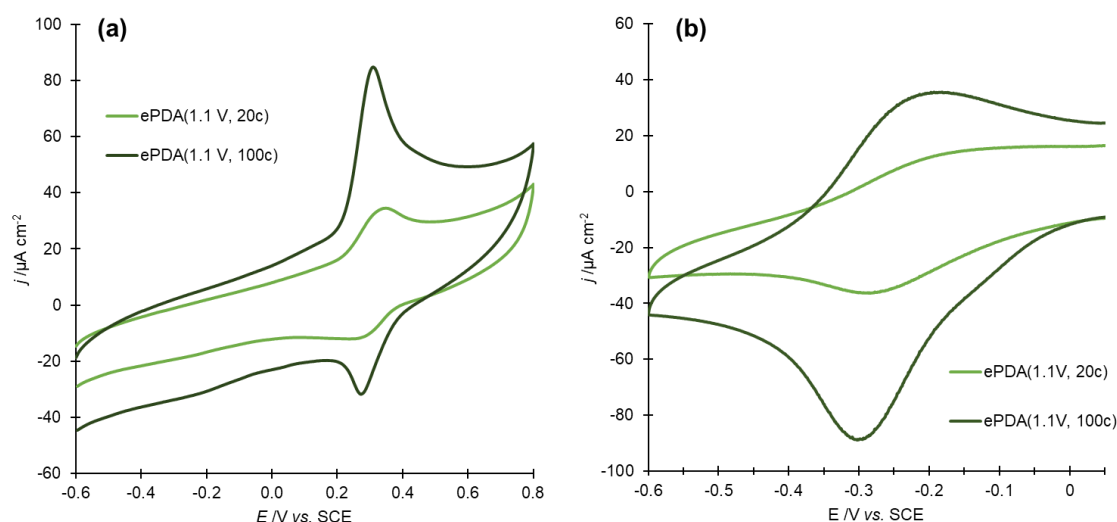 (a)
100
80
60
40
20
0
-20
-40
-60
j /µA cm-2
ePDA(1.1 V, 20c)
ePDA(1.1 V, 100c)
-0.6 -0.4 -0.2 0.0 0.2 0.4 0.6 0.8
E /V vs. SCE
(b)
60
40
20
0
-20
-40
-60
-80
-100
j /µA cm-2
ePDA(1.1V, 20c)
ePDA(1.1V, 100c)
-0.6 -0.5 -0.4 -0.3 -0.2 -0.1 0
E /V vs. SCE